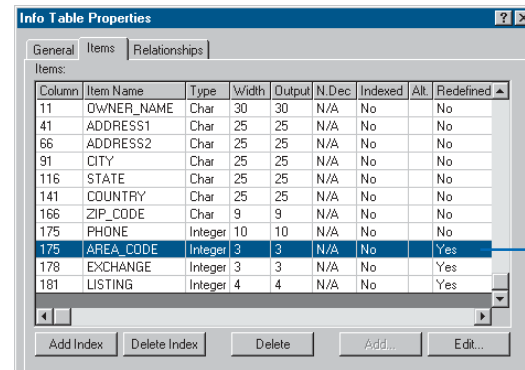 Info Table Properties ? X
General Items Relationships
Items:
Column Item Name Type Width Output N.Dec Indexed Alt. Redefined
11 OWNER_NAME Char 30 30 N/A No No
41 ADDRESS1 Char 25 25 N/A No No
66 ADDRESS2 Char 25 25 N/A No No
91 CITY Char 25 25 N/A No No
116 STATE Char 25 25 N/A No No
141 COUNTRY Char 25 25 N/A No No
166 ZIP_CODE Char 9 9 N/A No No
175 PHONE Integer 10 10 N/A No No
175 AREA_CODE Integer 3 3 N/A No Yes
178 EXCHANGE Integer 3 3 N/A No Yes
181 LISTING Integer 4 4 N/A No Yes
Add Index Delete Index Delete Add... Edit...